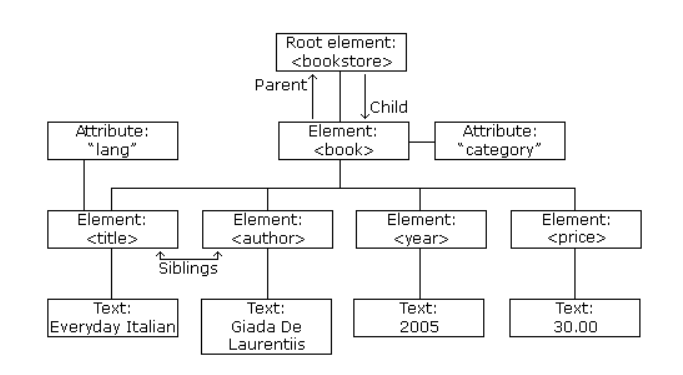 Root element:
<bookstore>
Parent
Child
Attribute:
"lang"
Element:
<book>
Attribute:
"category"
Element:
<title>
Element:
<author>
Element:
<year>
Element:
<price>
Siblings
Text:
Everyday Italian
Text:
Giada De
Laurentiis
Text:
2005
Text:
30.00